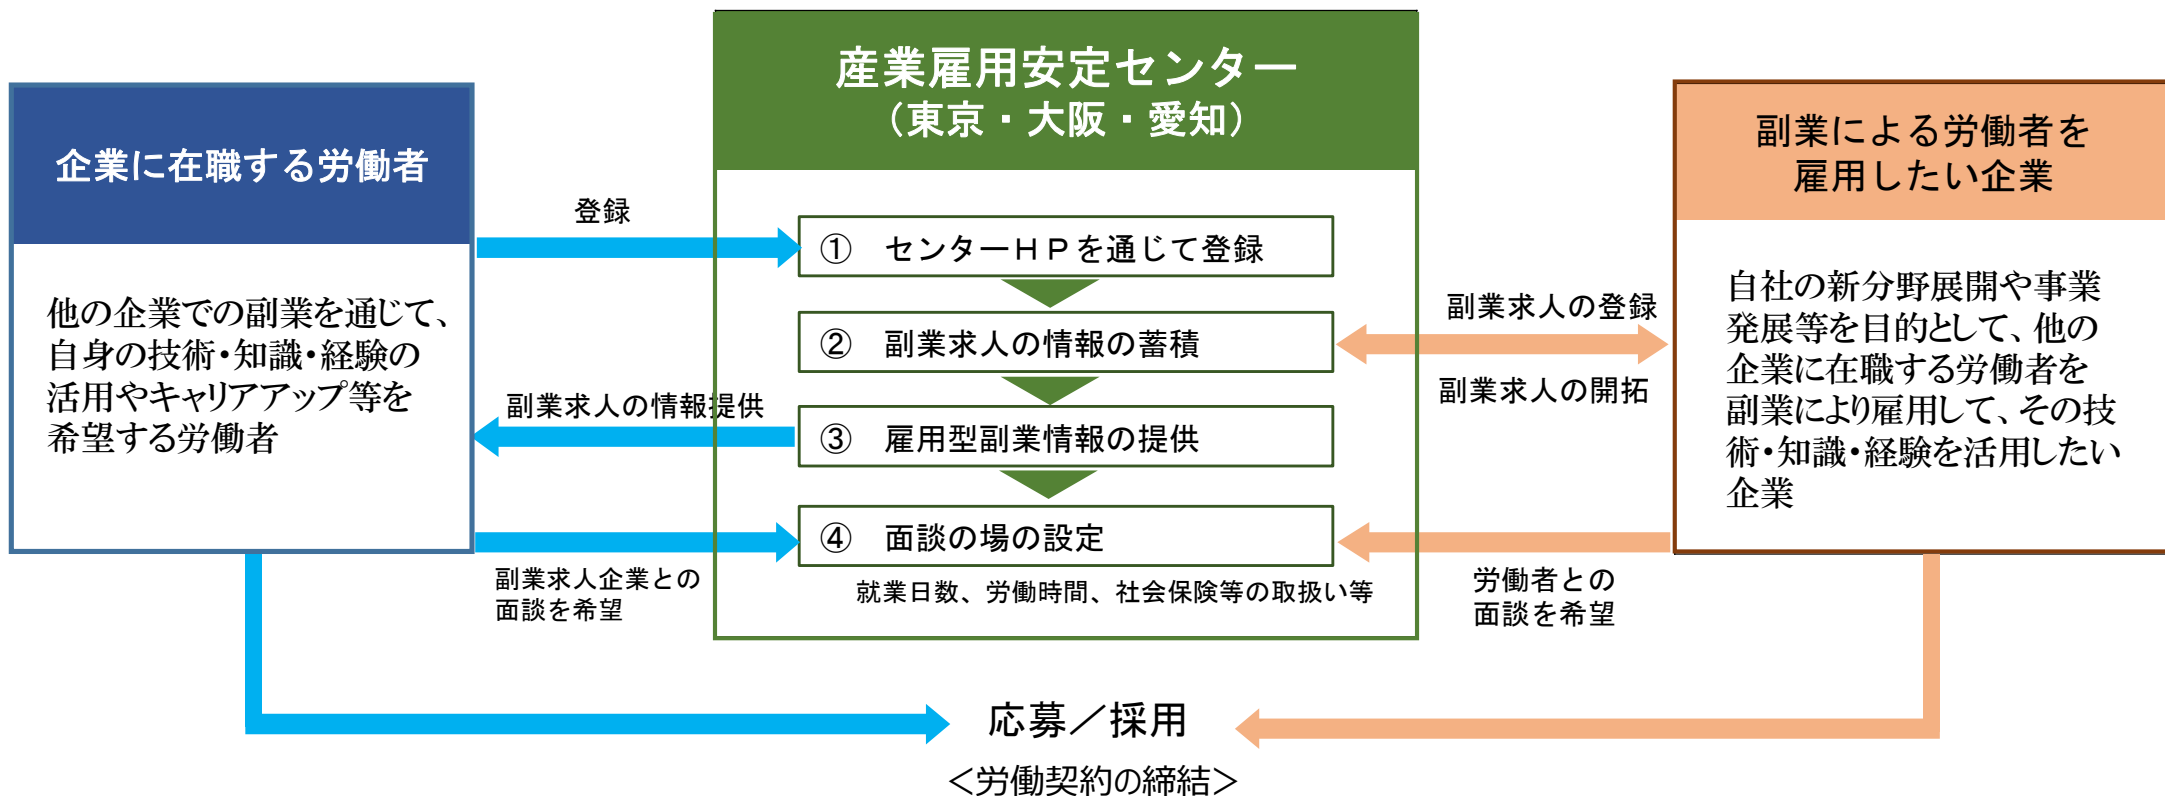 産業雇用安定センター
（東京・大阪・愛知）
企業に在職する労働者
他の企業での副業を通じて、
自身の技術・知識・経験の
活用やキャリアアップ等を
希望する労働者
登録
① センターＨＰを通じて登録
② 副業求人の情報の蓄積
副業求人の情報提供
③ 雇用型副業情報の提供
④ 面談の場の設定
就業日数、労働時間、社会保険等の取扱い等
副業求人企業との
面談を希望
副業求人の登録
副業求人の開拓
労働者との
面談を希望
副業による労働者を
雇用したい企業
自社の新分野展開や事業
発展等を目的として、他の
企業に在職する労働者を
副業により雇用して、その技
術・知識・経験を活用したい
企業
応募／採用
＜労働契約の締結＞